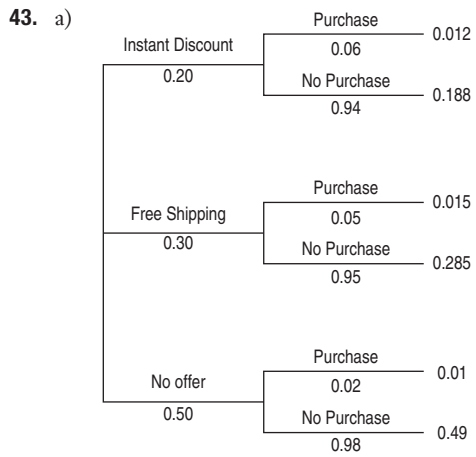 43. a)
Purchase
0.012
Instant Discount
0.06
0.20
No Purchase
0.188
0.94
Purchase
0.015
Free Shipping
0.05
0.30
No Purchase
0.285
0.95
Purchase
0.01
No offer
0.02
0.50
No Purchase
0.49
0.98